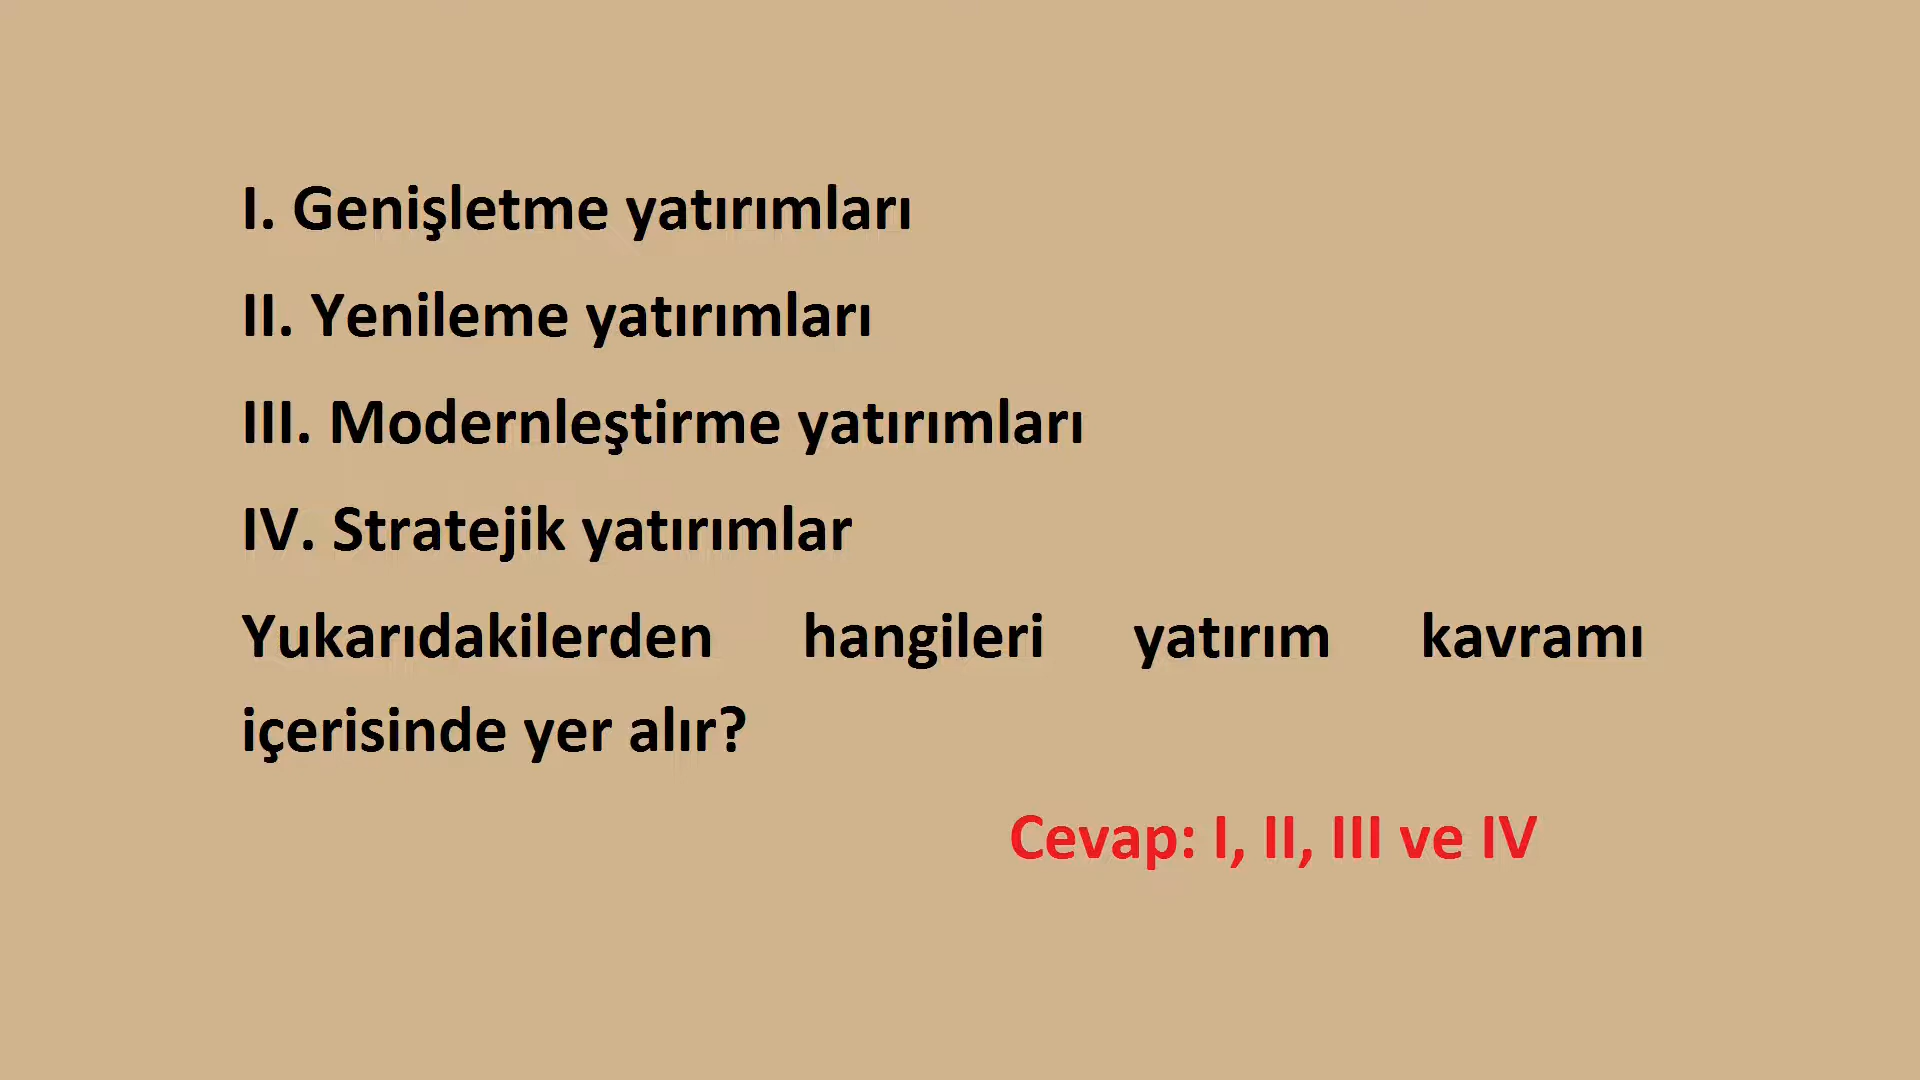 I. Genişletme yatırımları
II. Yenileme yatırımları
III. Modernleştirme yatırımları
IV. Stratejik yatırımlar
Yukarıdakilerden hangileri yatırım kavramı
içerisinde yer alır?
Cevap: I, II, III ve IV